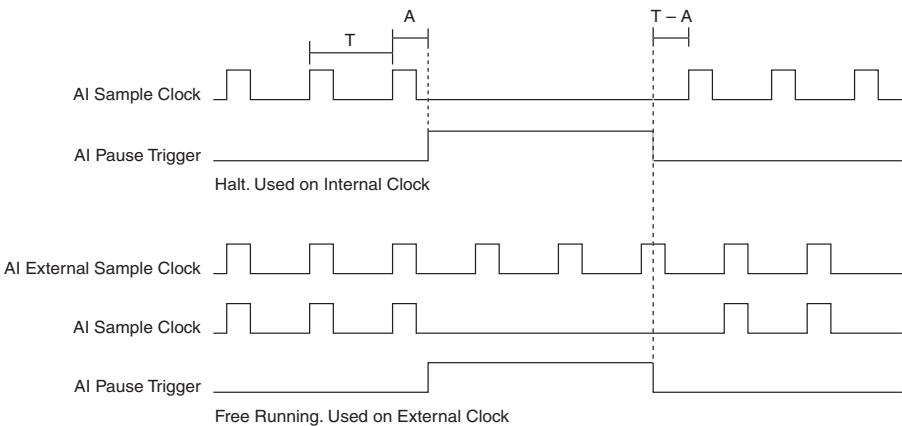 A
T – A
T
AI Sample Clock
AI Pause Trigger
Halt. Used on Internal Clock
AI External Sample Clock
AI Sample Clock
AI Pause Trigger
Free Running. Used on External Clock